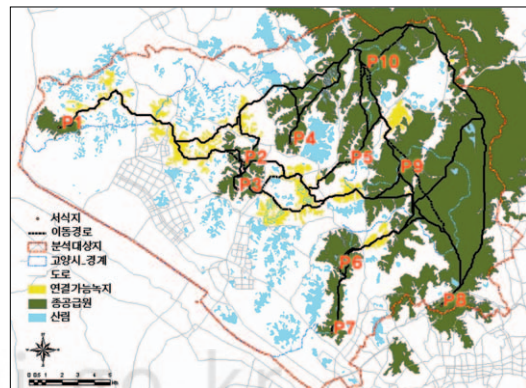 P1
P10
P4
P2
P5
P3
P9
P6
P8
P7
서식지
이동경로
분석대상지
고양시_경계
도로
연결가능녹지
종공급원
산림